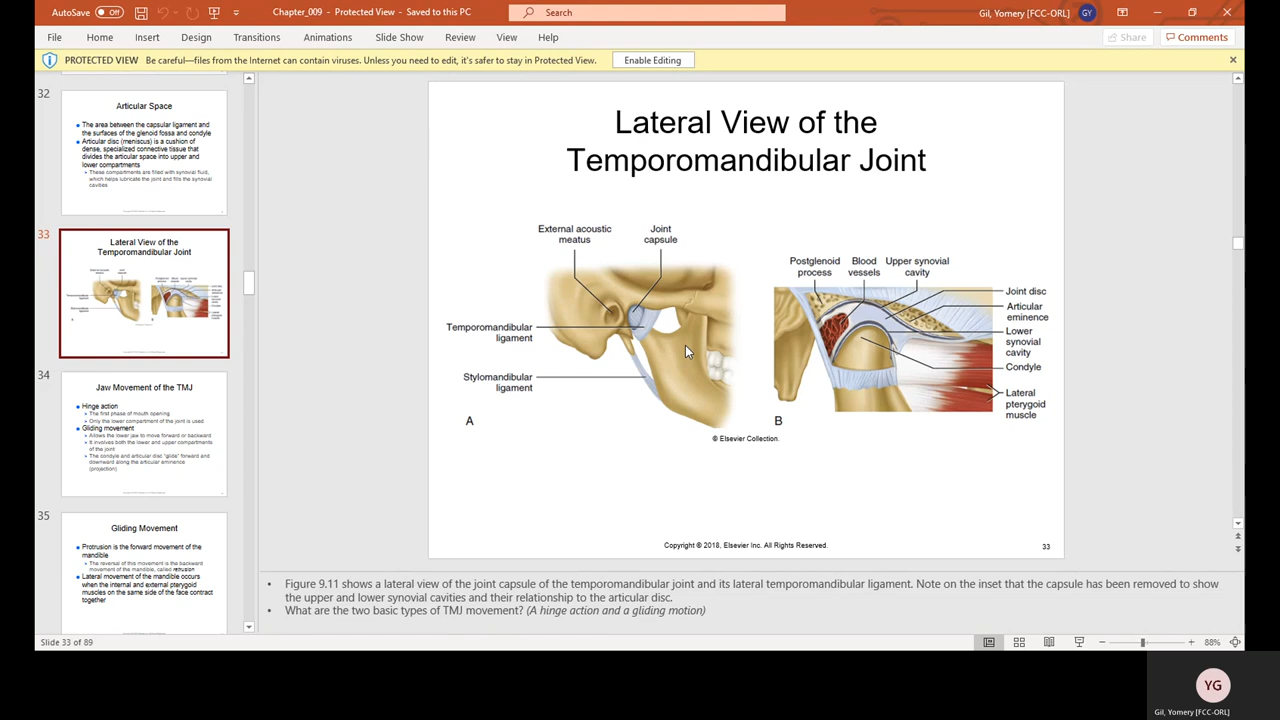 AutoSave Off
Chapter_009 - Protected View - Saved to this PC
Search
Gil, Yomery [FCC-ORL]
GY
File Home Insert Design Transitions Animations Slide Show Review View Help
Share
Comments
PROTECTED VIEW Be careful—files from the Internet can contain viruses. Unless you need to edit, it's safer to stay in Protected View.
Enable Editing
32
Articular Space
The area between the capsular ligament and
the surfaces of the glenoid fossa and condyle
Articular disc (meniscus) is a cushion of
dense, specialized connective tissue that
divides the articular space into upper and
lower compartments
These compartments are filled with synovial fluid,
which helps lubricate the joint and fills the synovial
cavities
33
Lateral View of the
Temporomandibular Joint
34
Jaw Movement of the TMJ
Hinge action
The first phase of mouth opening
Only the lower compartment of the joint is used
Gliding movement
Allows the lower jaw to move forward or backward
It involves both the lower and upper compartments
of the joint
The condyle and articular disc "glide" forward and
downward along the articular eminence
(projection)
35
Gliding Movement
Protrusion is the forward movement of the
mandible
The reversal of this movement is the backward
movement of the mandible, called retrusion
Lateral movement of the mandible occurs
when the internal and external pterygoid
muscles on the same side of the face contract
together
Lateral View of the
Temporomandibular Joint
External acoustic
meatus
Joint
capsule
Temporomandibular
ligament
Stylomandibular
ligament
A
Postglenoid
process
Blood
vessels
Upper synovial
cavity
Joint disc
Articular
eminence
Lower
synovial
cavity
Condyle
Lateral
pterygoid
muscle
B
© Elsevier Collection.
Copyright © 2018, Elsevier Inc. All Rights Reserved.
33
Figure 9.11 shows a lateral view of the joint capsule of the temporomandibular joint and its lateral temporomandibular ligament. Note on the inset that the capsule has been removed to show
the upper and lower synovial cavities and their relationship to the articular disc.
What are the two basic types of TMJ movement? (A hinge action and a gliding motion)
Slide 33 of 89
88%
YG
Gil, Yomery [FCC-ORL]